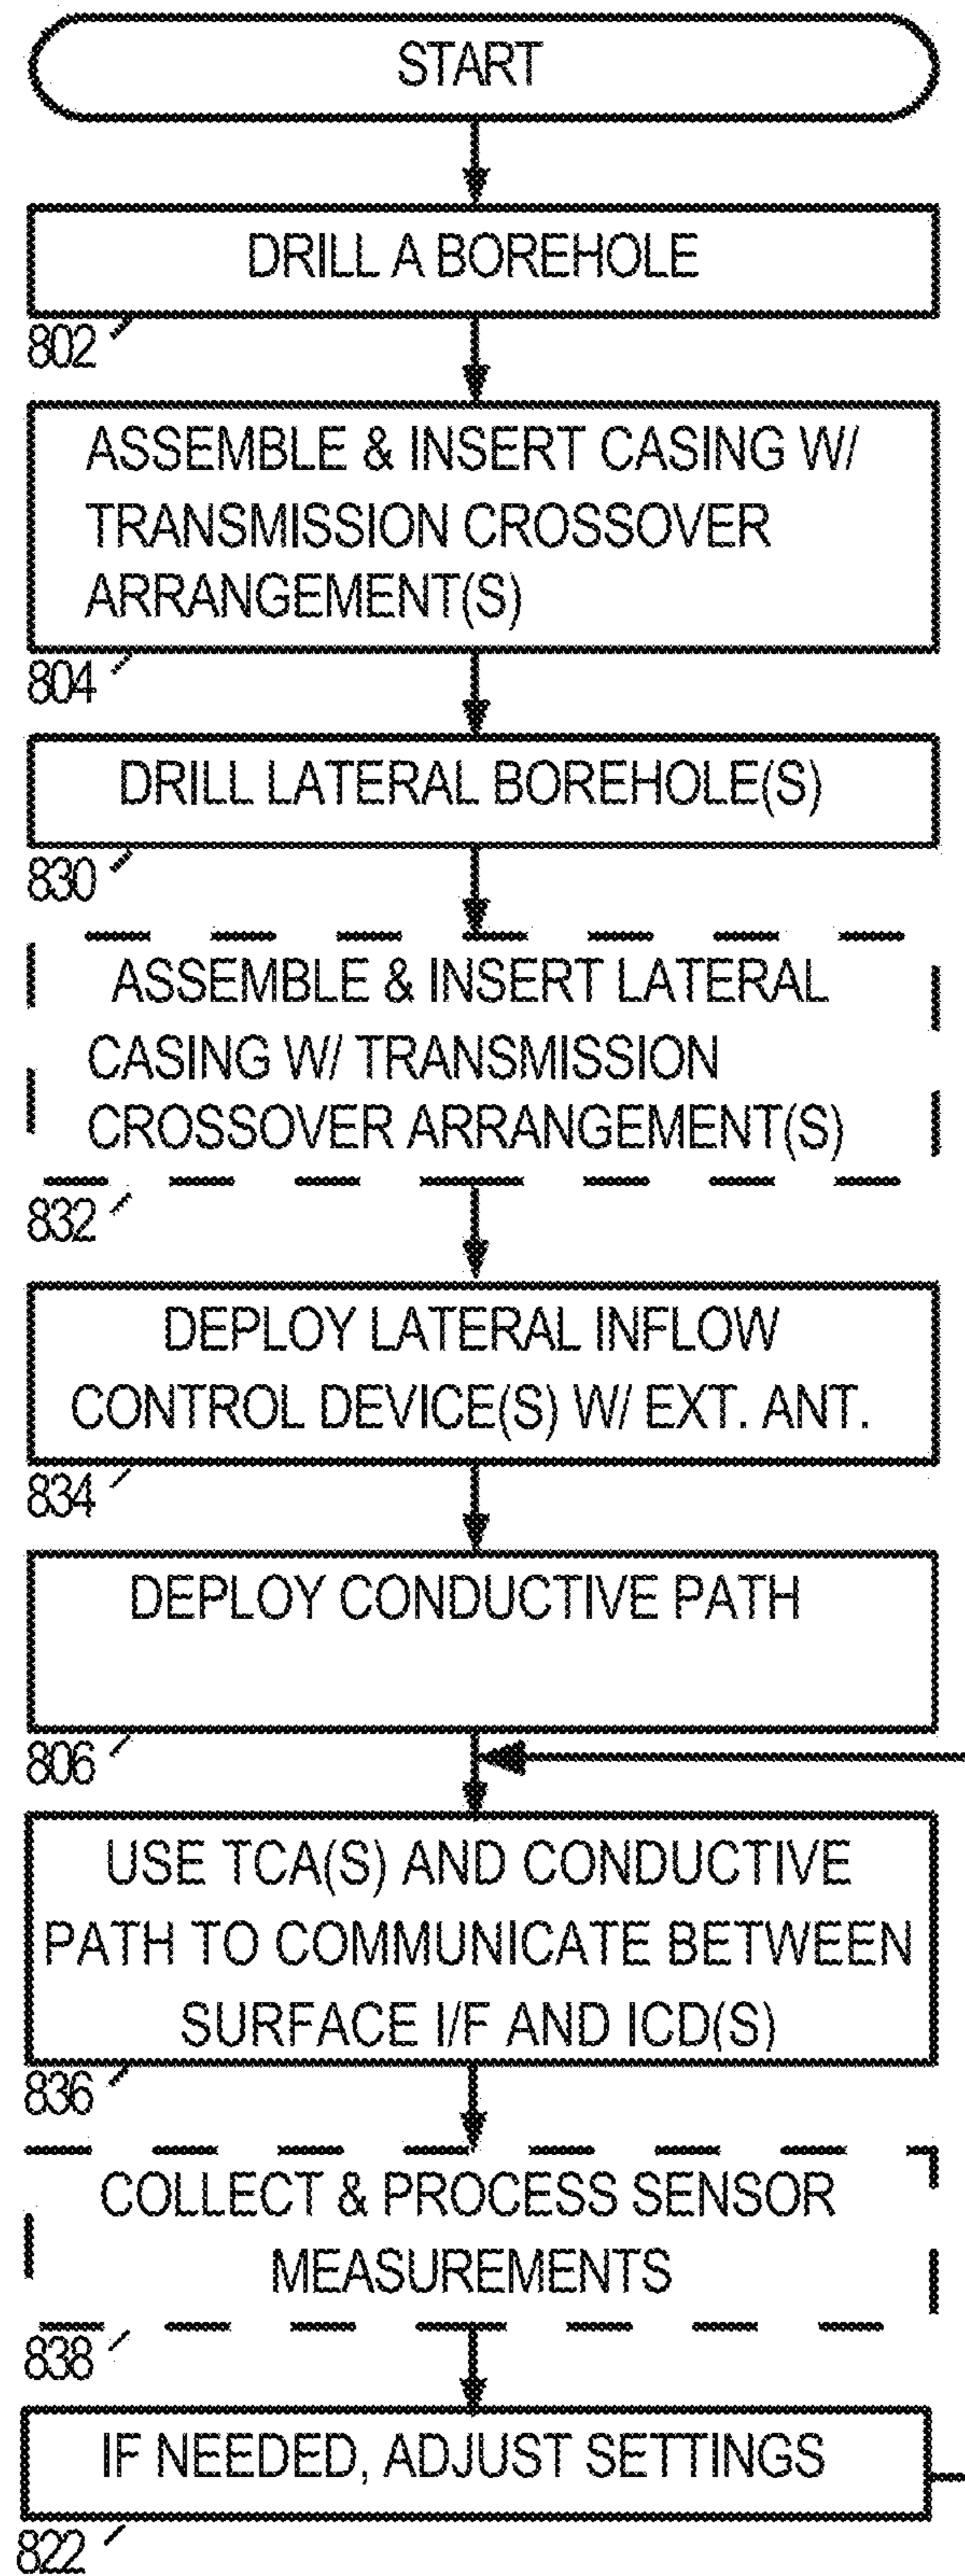 START
DRILL A BOREHOLE
802
ASSEMBLE & INSERT CASING W/
TRANSMISSION CROSSOVER
ARRANGEMENT(S)
804
DRILL LATERAL BOREHOLE(S)
830
ASSEMBLE & INSERT LATERAL
CASING W/ TRANSMISSION
CROSSOVER ARRANGEMENT(S)
832
DEPLOY LATERAL INFLOW
CONTROL DEVICE(S) W/ EXT. ANT.
834
DEPLOY CONDUCTIVE PATH
806
USE TCA(S) AND CONDUCTIVE
PATH TO COMMUNICATE BETWEEN
SURFACE I/F AND ICD(S)
836
COLLECT & PROCESS SENSOR
MEASUREMENTS
838
IF NEEDED, ADJUST SETTINGS
822